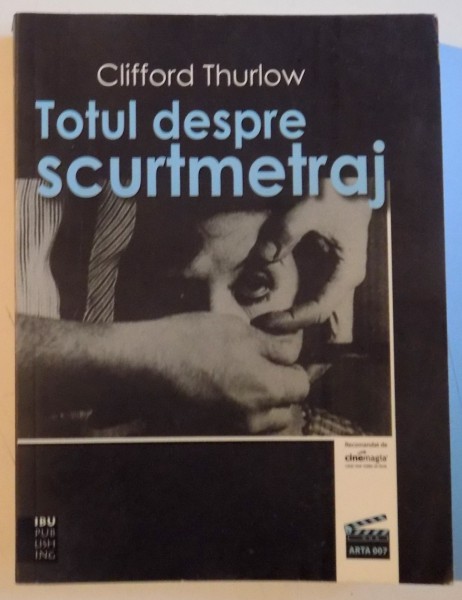 Clifford Thurlow
Totul despre
scurtmetraj
Recomandat de
cinemagia
IBU
PUB
LISH
ING
ARTA 007